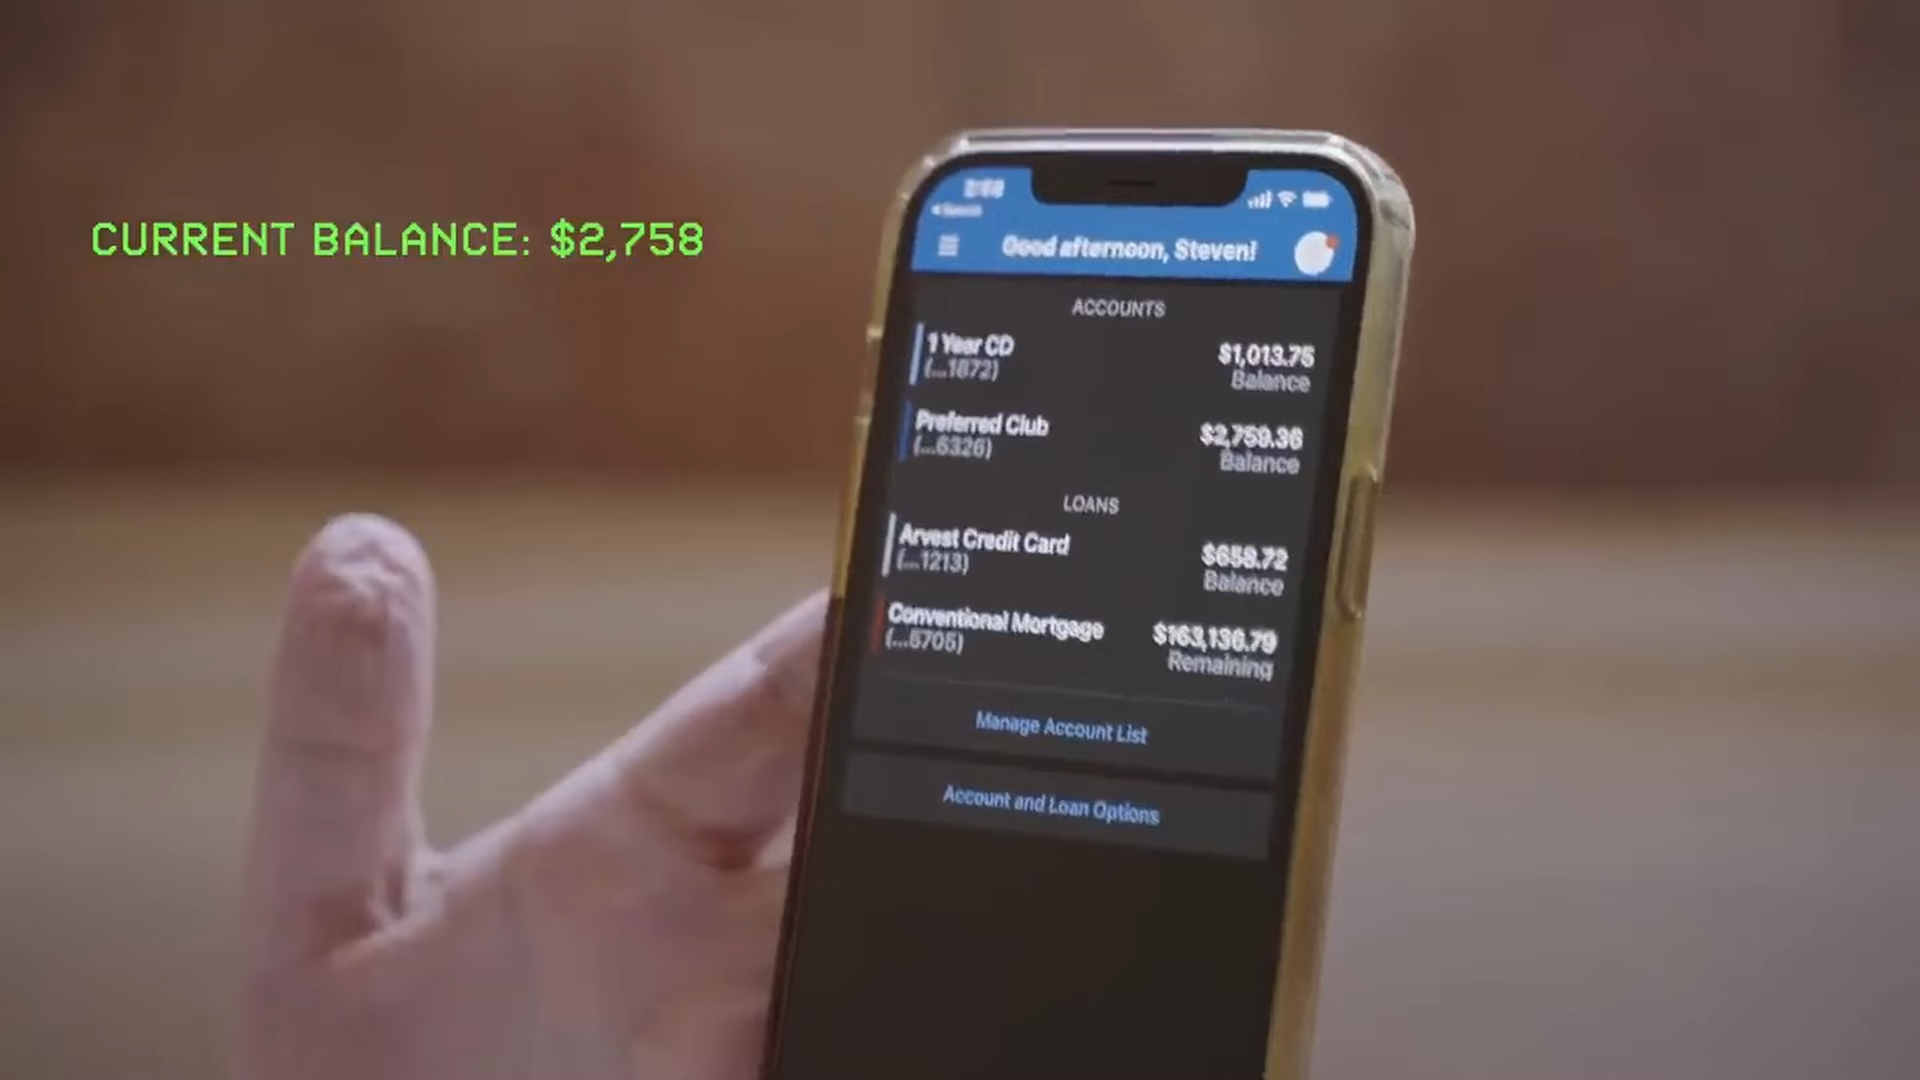 CURRENT BALANCE: $2,758
Good afternoon, Steven!
ACCOUNTS
1 Year CD
(...1672)
$1,013.75
Balance
Preferred Club
(...6326)
$2,759.36
Balance
LOANS
Arvest Credit Card
(...1213)
$658.72
Balance
Conventional Mortgage
(...5705)
$163,136.79
Remaining
Manage Account List
Account and Loan Options